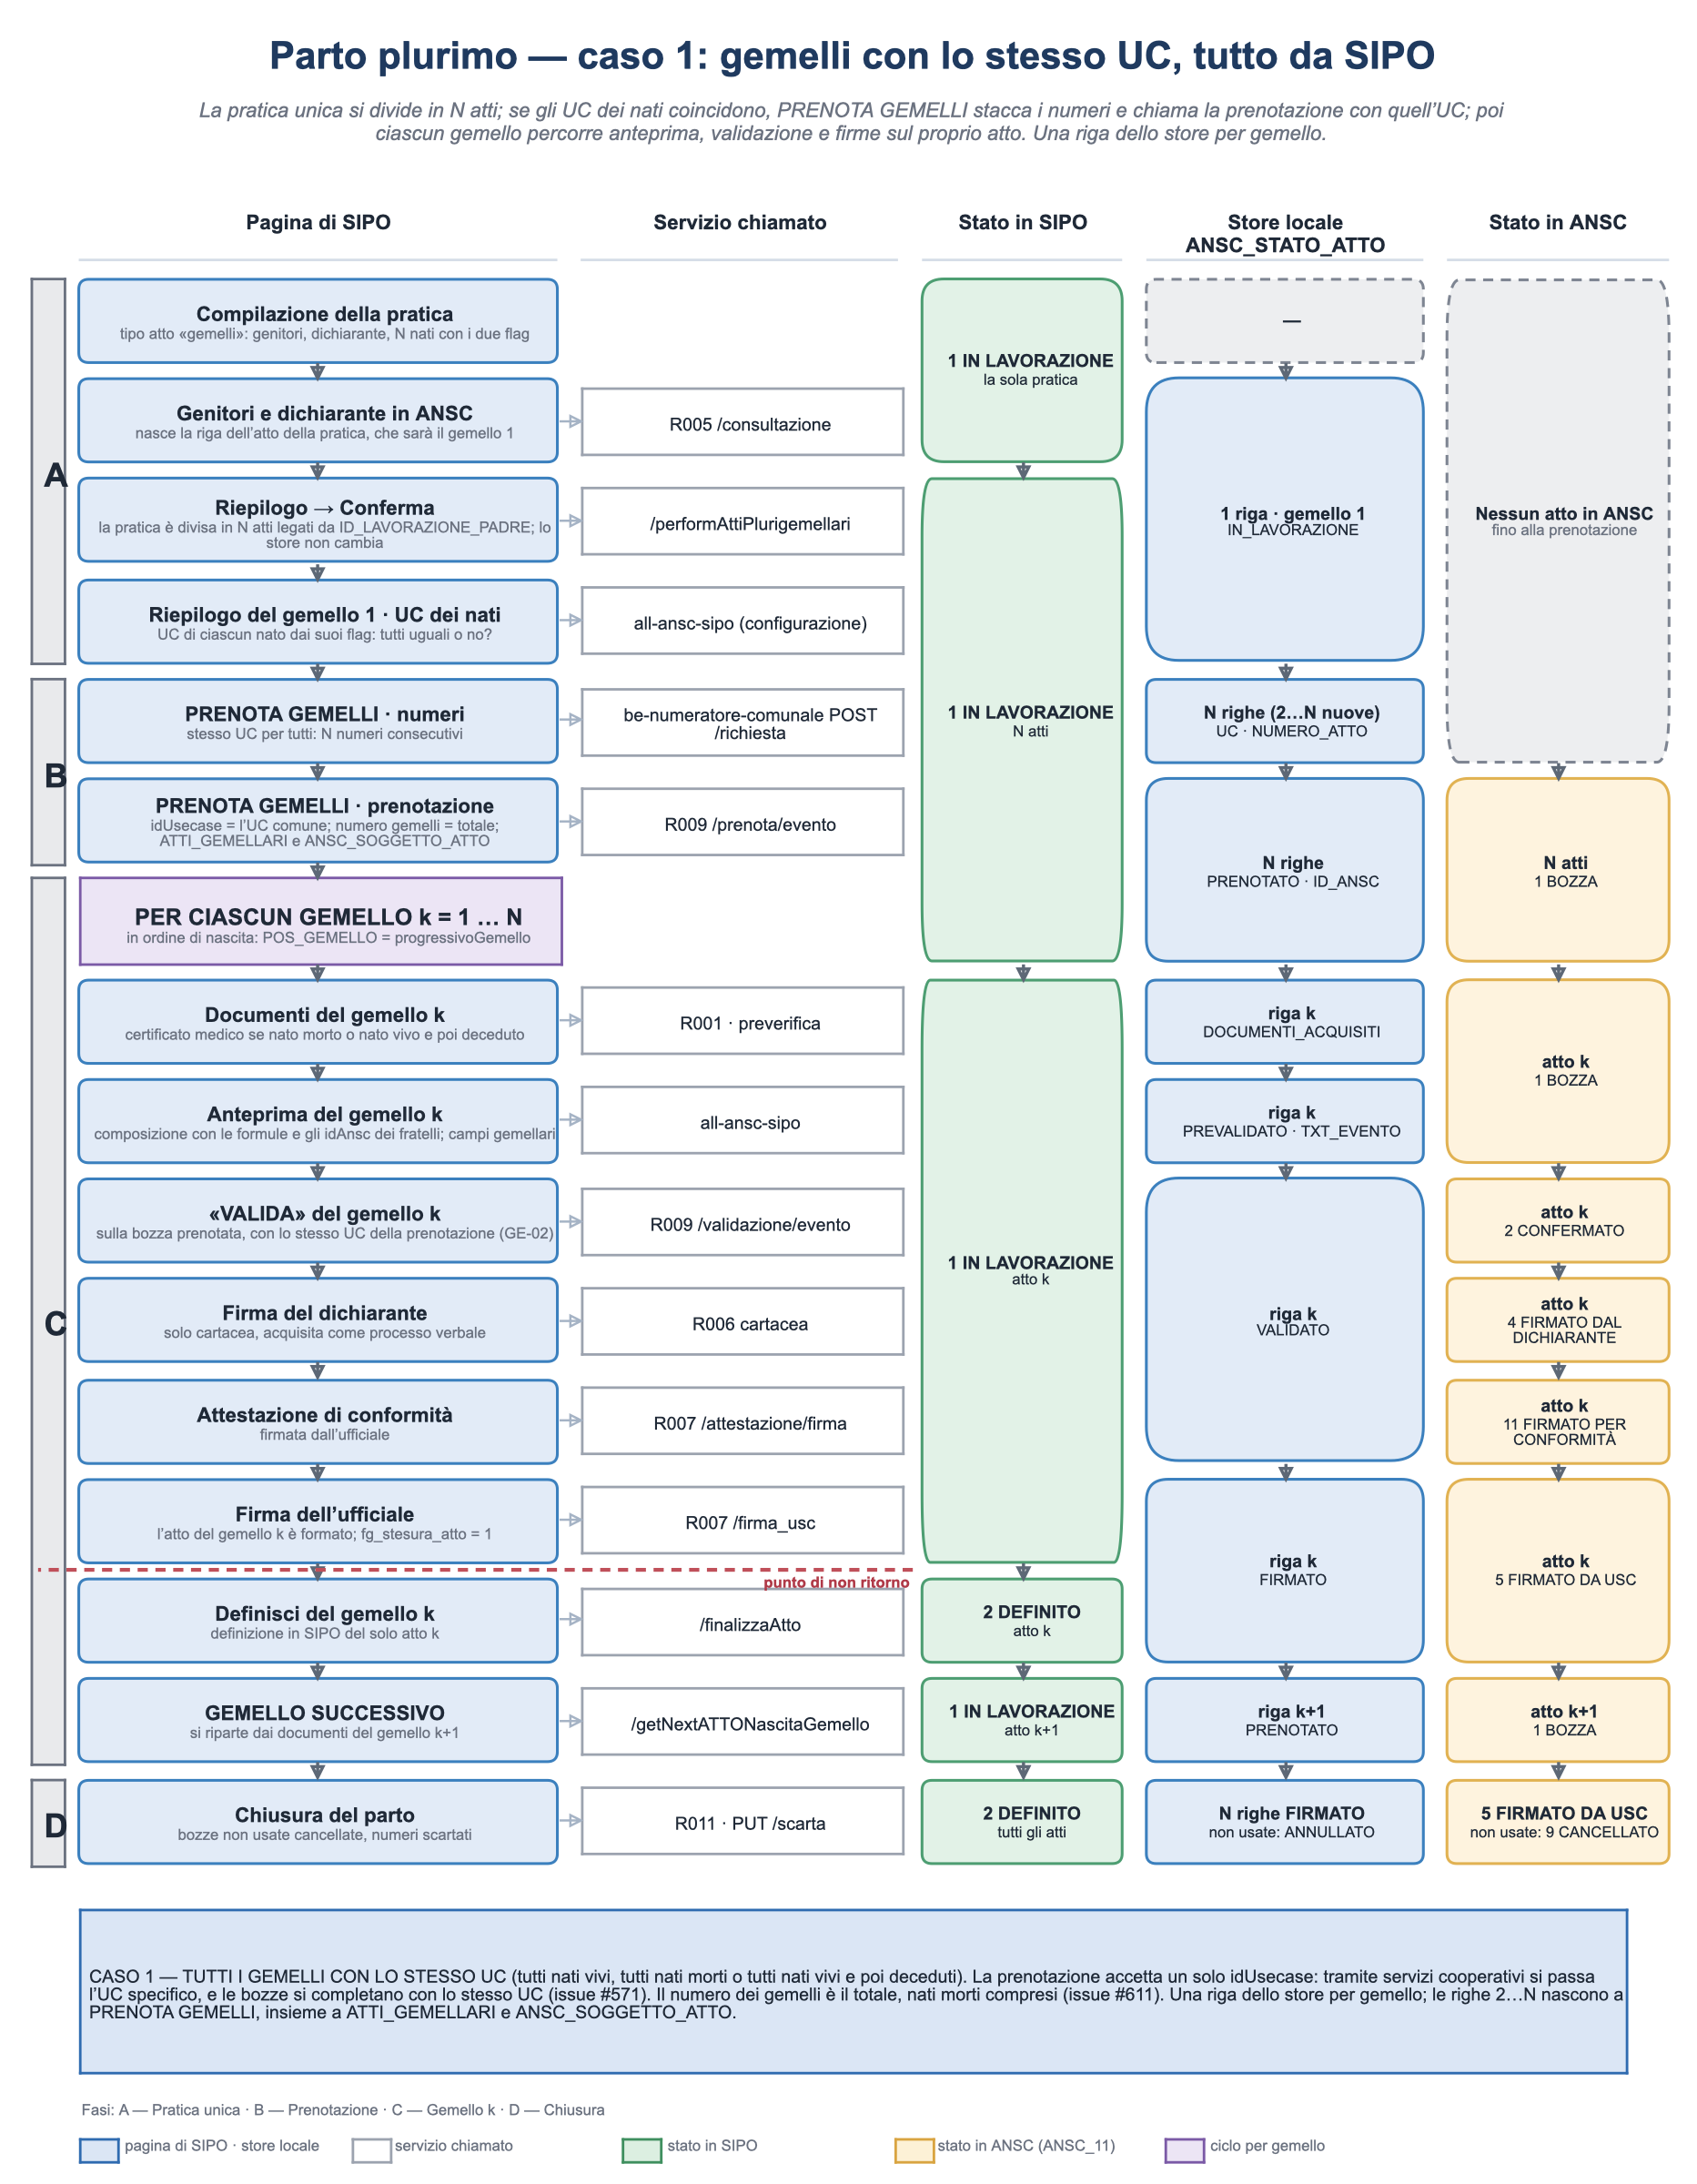 Parto plurimo — caso 1: gemelli con lo stesso UC, tutto da SIPO
La pratica unica si divide in N atti; se gli UC dei nati coincidono, PRENOTA GEMELLI stacca i numeri e chiama la prenotazione con quell’UC; poi
ciascun gemello percorre anteprima, validazione e firme sul proprio atto. Una riga dello store per gemello.
Pagina di SIPO
Servizio chiamato
Stato in SIPO
Store locale
ANSC_STATO_ATTO
Stato in ANSC
A
Compilazione della pratica
tipo atto «gemelli»: genitori, dichiarante, N nati con i due flag
1 IN LAVORAZIONE
la sola pratica
—
Nessun atto in ANSC
fino alla prenotazione
Genitori e dichiarante in ANSC
nasce la riga dell’atto della pratica, che sarà il gemello 1
R005 /consultazione
1 riga · gemello 1
IN_LAVORAZIONE
Riepilogo → Conferma
la pratica è divisa in N atti legati da ID_LAVORAZIONE_PADRE; lo
store non cambia
/performAttiPlurigemellari
1 IN LAVORAZIONE
N atti
Riepilogo del gemello 1 · UC dei nati
UC di ciascun nato dai suoi flag: tutti uguali o no?
all-ansc-sipo (configurazione)
B
PRENOTA GEMELLI · numeri
stesso UC per tutti: N numeri consecutivi
be-numeratore-comunale POST
/richiesta
N righe (2…N nuove)
UC · NUMERO_ATTO
PRENOTA GEMELLI · prenotazione
idUsecase = l’UC comune; numero gemelli = totale;
ATTI_GEMELLARI e ANSC_SOGGETTO_ATTO
R009 /prenota/evento
N righe
PRENOTATO · ID_ANSC
N atti
1 BOZZA
C
PER CIASCUN GEMELLO k = 1 … N
in ordine di nascita: POS_GEMELLO = progressivoGemello
Documenti del gemello k
certificato medico se nato morto o nato vivo e poi deceduto
R001 · preverifica
1 IN LAVORAZIONE
atto k
riga k
DOCUMENTI_ACQUISITI
atto k
1 BOZZA
Anteprima del gemello k
composizione con le formule e gli idAnsc dei fratelli; campi gemellari
all-ansc-sipo
riga k
PREVALIDATO · TXT_EVENTO
«VALIDA» del gemello k
sulla bozza prenotata, con lo stesso UC della prenotazione (GE-02)
R009 /validazione/evento
riga k
VALIDATO
atto k
2 CONFERMATO
Firma del dichiarante
solo cartacea, acquisita come processo verbale
R006 cartacea
atto k
4 FIRMATO DAL
DICHIARANTE
Attestazione di conformità
firmata dall’ufficiale
R007 /attestazione/firma
atto k
11 FIRMATO PER
CONFORMITÀ
Firma dell’ufficiale
l’atto del gemello k è formato; fg_stesura_atto = 1
R007 /firma_usc
riga k
FIRMATO
atto k
5 FIRMATO DA USC
punto di non ritorno
Definisci del gemello k
definizione in SIPO del solo atto k
/finalizzaAtto
2 DEFINITO
atto k
GEMELLO SUCCESSIVO
si riparte dai documenti del gemello k+1
/getNextATTONascitaGemello
1 IN LAVORAZIONE
atto k+1
riga k+1
PRENOTATO
atto k+1
1 BOZZA
D
Chiusura del parto
bozze non usate cancellate, numeri scartati
R011 · PUT /scarta
2 DEFINITO
tutti gli atti
N righe FIRMATO
non usate: ANNULLATO
5 FIRMATO DA USC
non usate: 9 CANCELLATO
CASO 1 — TUTTI I GEMELLI CON LO STESSO UC (tutti nati vivi, tutti nati morti o tutti nati vivi e poi deceduti). La prenotazione accetta un solo idUsecase: tramite servizi cooperativi si passa
l’UC specifico, e le bozze si completano con lo stesso UC (issue #571). Il numero dei gemelli è il totale, nati morti compresi (issue #611). Una riga dello store per gemello; le righe 2…N nascono a
PRENOTA GEMELLI, insieme a ATTI_GEMELLARI e ANSC_SOGGETTO_ATTO.
Fasi: A — Pratica unica · B — Prenotazione · C — Gemello k · D — Chiusura
pagina di SIPO · store locale
servizio chiamato
stato in SIPO
stato in ANSC (ANSC_11)
ciclo per gemello